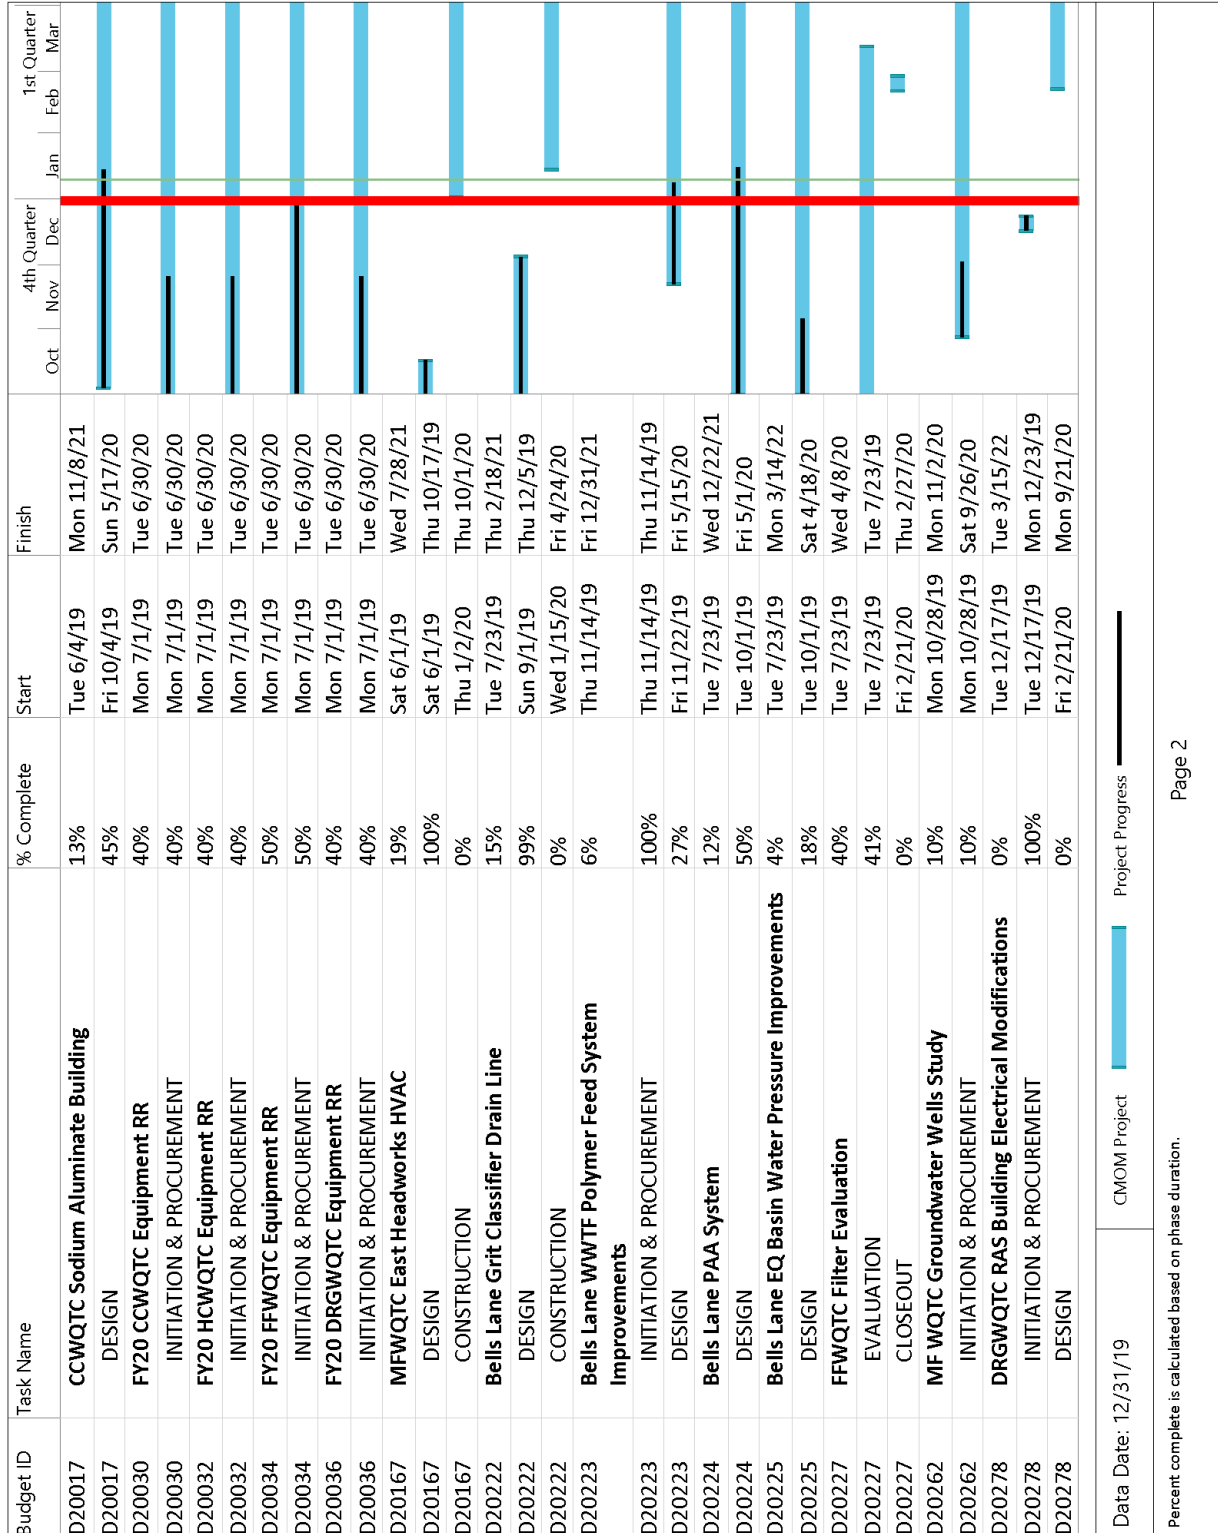 Budget ID Task Name % Complete Start Finish 4th Quarter 1st Quarter
Oct Nov Dec Jan Feb Mar
D20017 CCWQTC Sodium Aluminate Building 13% Tue 6/4/19 Mon 11/8/21
D20017 DESIGN 45% Fri 10/4/19 Sun 5/17/20
D20030 FY20 CCWQTC Equipment RR 40% Mon 7/1/19 Tue 6/30/20
D20030 INITIATION & PROCUREMENT 40% Mon 7/1/19 Tue 6/30/20
D20032 FY20 HCWQTC Equipment RR 40% Mon 7/1/19 Tue 6/30/20
D20032 INITIATION & PROCUREMENT 40% Mon 7/1/19 Tue 6/30/20
D20034 FY20 FFWQTC Equipment RR 50% Mon 7/1/19 Tue 6/30/20
D20034 INITIATION & PROCUREMENT 50% Mon 7/1/19 Tue 6/30/20
D20036 FY20 DRGWQTC Equipment RR 40% Mon 7/1/19 Tue 6/30/20
D20036 INITIATION & PROCUREMENT 40% Mon 7/1/19 Tue 6/30/20
D20167 MFWQTC East Headworks HVAC 19% Sat 6/1/19 Wed 7/28/21
D20167 DESIGN 100% Sat 6/1/19 Thu 10/17/19
D20167 CONSTRUCTION 0% Thu 1/2/20 Thu 10/1/20
D20222 Bells Lane Grit Classifier Drain Line 15% Tue 7/23/19 Thu 2/18/21
D20222 DESIGN 99% Sun 9/1/19 Thu 12/5/19
D20222 CONSTRUCTION 0% Wed 1/15/20 Fri 4/24/20
D20223 Bells Lane WWTF Polymer Feed System 6% Thu 11/14/19 Fri 12/31/21
Improvements
D20223 INITIATION & PROCUREMENT 100% Thu 11/14/19 Thu 11/14/19
D20223 DESIGN 27% Fri 11/22/19 Fri 5/15/20
D20224 Bells Lane PAA System 12% Tue 7/23/19 Wed 12/22/21
D20224 DESIGN 50% Tue 10/1/19 Fri 5/1/20
D20225 Bells Lane EQ Basin Water Pressure Improvements 4% Tue 7/23/19 Mon 3/14/22
D20225 DESIGN 18% Tue 10/1/19 Sat 4/18/20
D20227 FFWQTC Filter Evaluation 40% Tue 7/23/19 Wed 4/8/20
D20227 EVALUATION 41% Tue 7/23/19 Tue 7/23/19
D20227 CLOSEOUT 0% Fri 2/21/20 Thu 2/27/20
D20262 MF WQTC Groundwater Wells Study 10% Mon 10/28/19 Mon 11/2/20
D20262 INITIATION & PROCUREMENT 10% Mon 10/28/19 Sat 9/26/20
D20278 DRGWQTC RAS Building Electrical Modifications 0% Tue 12/17/19 Tue 3/15/22
D20278 INITIATION & PROCUREMENT 100% Tue 12/17/19 Mon 12/23/19
D20278 DESIGN 0% Fri 2/21/20 Mon 9/21/20
Data Date: 12/31/19 CMOM Project Project Progress
Page 2
Percent complete is calculated based on phase duration.